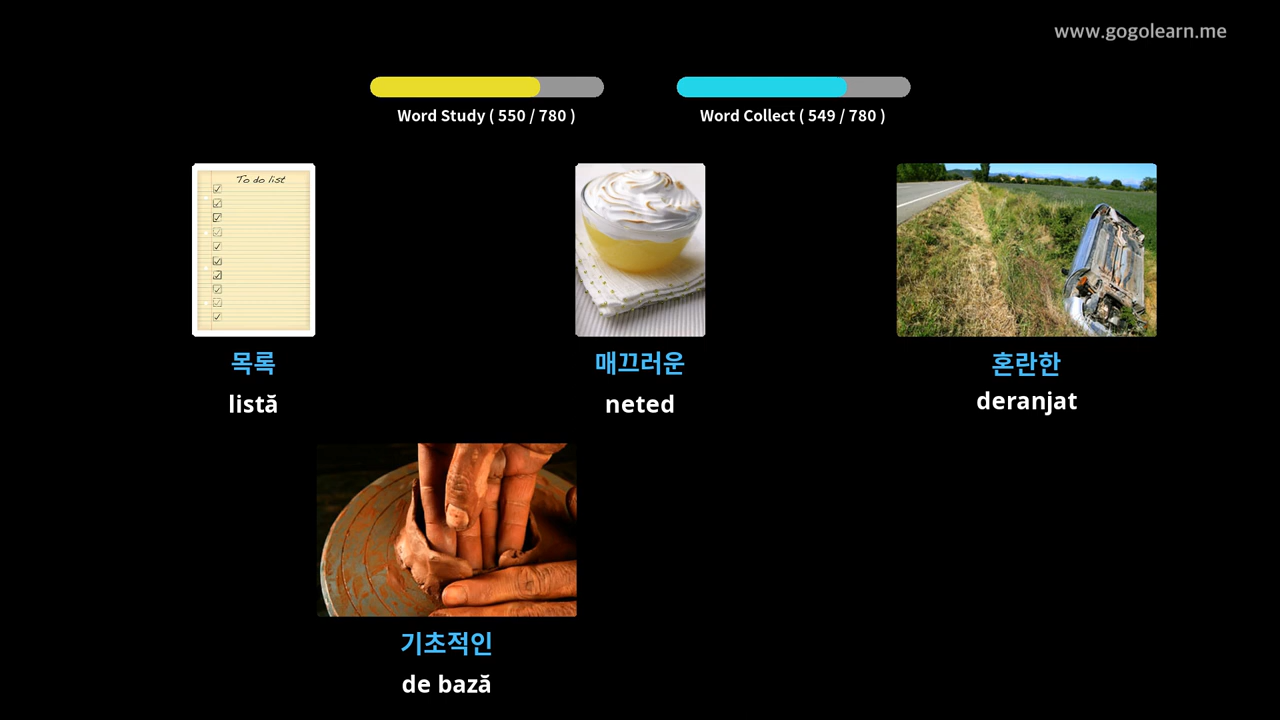 www.gogolearn.me
Word Study ( 550 / 780 )
Word Collect ( 549 / 780 )
To do list
목록
listă
매끄러운
neted
혼란한
deranjat
기초적인
de bază